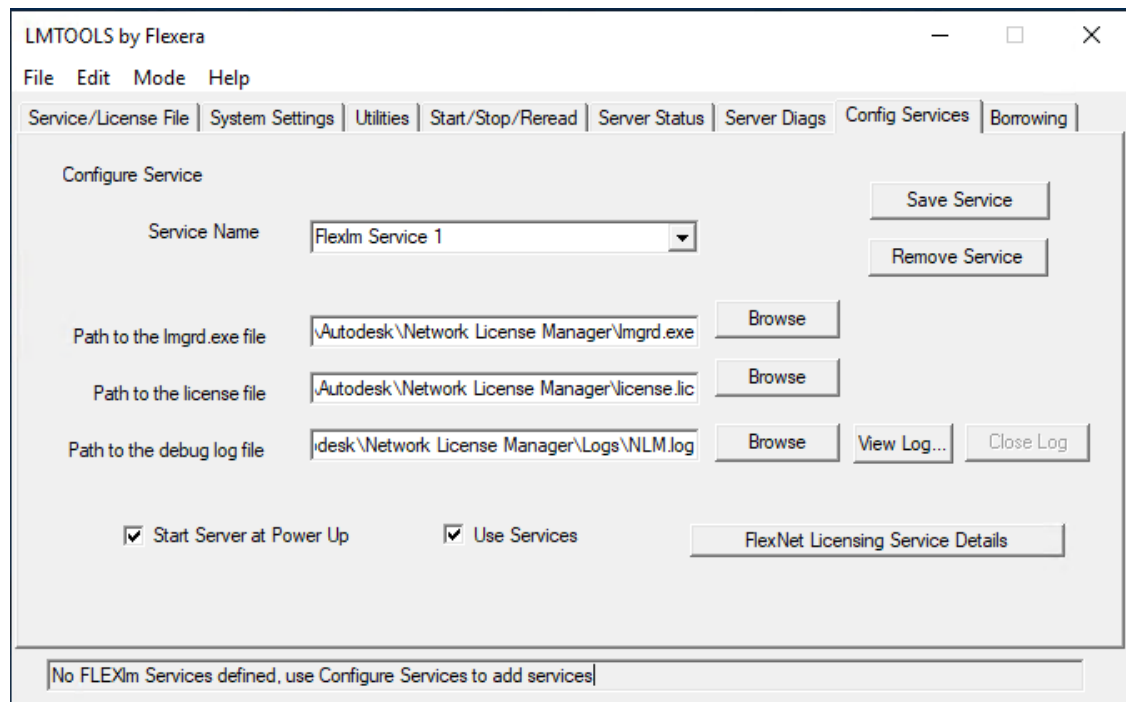 LMTOOLS by Flexera
File Edit Mode Help
Service/License File System Settings Utilities Start/Stop/Reread Server Status Server Diags Config Services Borrowing
Configure Service
Save Service
Service Name Flexlm Service 1
Remove Service
Path to the lmgrd.exe file \Autodesk\Network License Manager\lmgrd.exe Browse
Path to the license file \Autodesk\Network License Manager\license.lic Browse
Path to the debug log file desk\Network License Manager\Logs\NLM.log Browse View Log... Close Log
Start Server at Power Up Use Services FlexNet Licensing Service Details
No FLEXlm Services defined, use Configure Services to add services